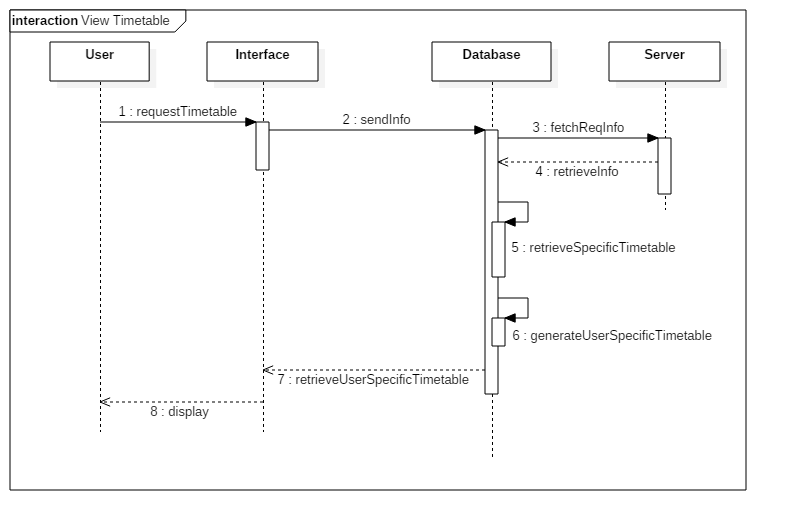 interaction View Timetable
User
Interface
Database
Server
1 : requestTimetable
2 : sendInfo
3 : fetchReqInfo
4 : retrieveInfo
5 : retrieveSpecificTimetable
6 : generateUserSpecificTimetable
7 : retrieveUserSpecificTimetable
8 : display